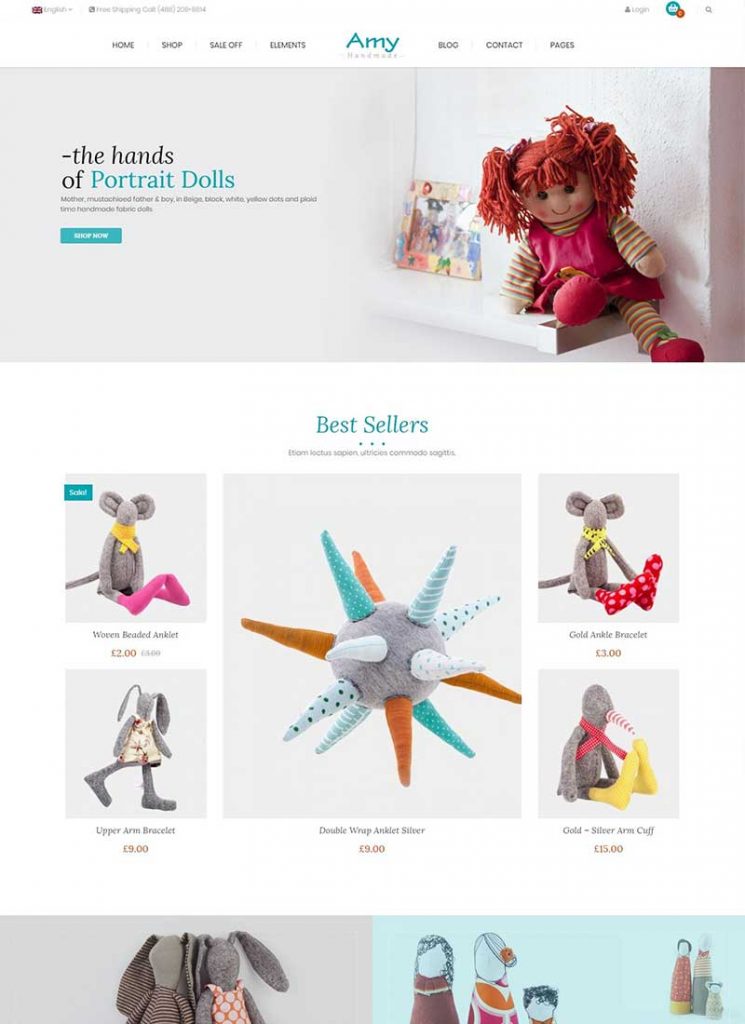 English
Free Shipping Call (486) 209-8814
Login
0
HOME
SHOP
SALE OFF
ELEMENTS
Amy
Handmade
BLOG
CONTACT
PAGES
-the hands
of Portrait Dolls
Mother, mustachioed father & boy, in Beige, black, white, yellow dots and plaid
time handmade fabric dolls
SHOP NOW
Best Sellers
Etiam lectus sapien, ultricies commodo sagittis.
Sale!
Woven Beaded Anklet
£2.00 £3.00
Upper Arm Bracelet
£9.00
Double Wrap Anklet Silver
£9.00
Gold Ankle Bracelet
£3.00
Gold – Silver Arm Cuff
£15.00